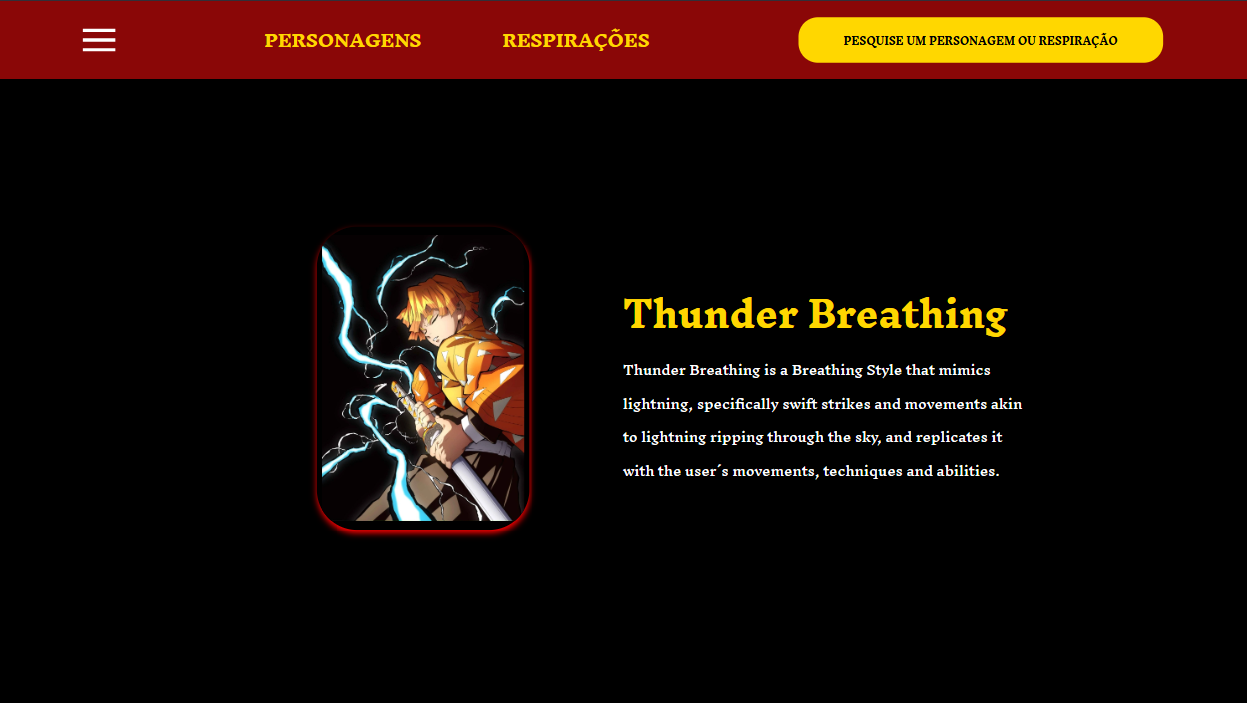 PERSONAGENS
RESPIRAÇÕES
PESQUISE UM PERSONAGEM OU RESPIRAÇÃO
Thunder Breathing
Thunder Breathing is a Breathing Style that mimics
lightning, specifically swift strikes and movements akin
to lightning ripping through the sky, and replicates it
with the user´s movements, techniques and abilities.